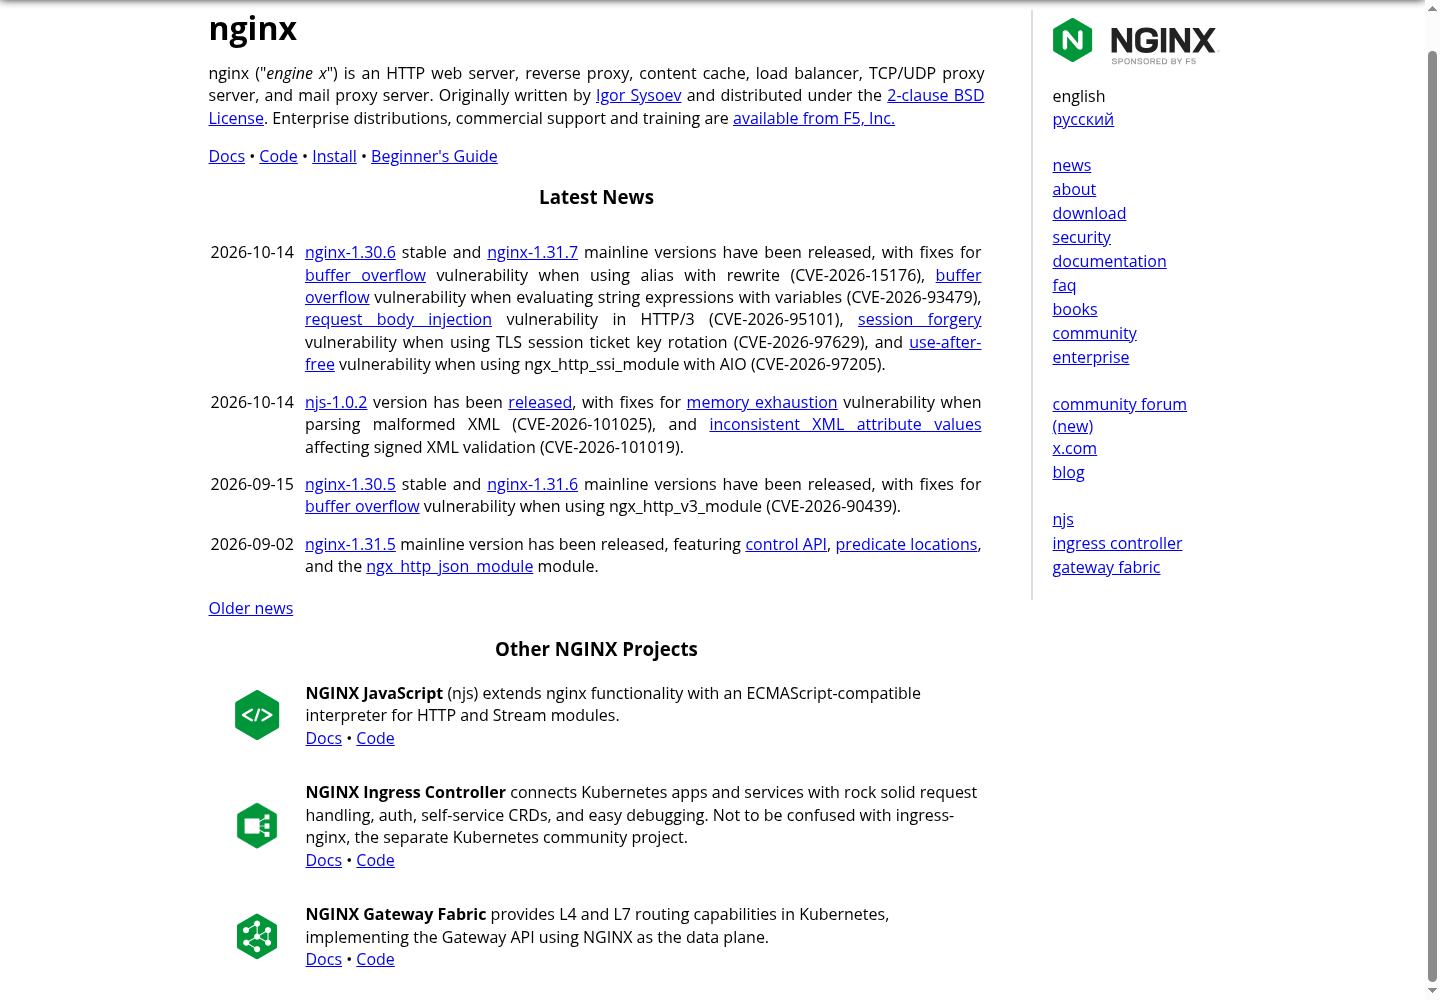 nginx
nginx ("engine x") is an HTTP web server, reverse proxy, content cache, load balancer, TCP/UDP proxy
server, and mail proxy server. Originally written by Igor Sysoev and distributed under the 2-clause BSD
License. Enterprise distributions, commercial support and training are available from F5, Inc.
Docs • Code • Install • Beginner's Guide
Latest News
2026-10-14 nginx-1.30.6 stable and nginx-1.31.7 mainline versions have been released, with fixes for
buffer overflow vulnerability when using alias with rewrite (CVE-2026-15176), buffer
overflow vulnerability when evaluating string expressions with variables (CVE-2026-93479),
request body injection vulnerability in HTTP/3 (CVE-2026-95101), session forgery
vulnerability when using TLS session ticket key rotation (CVE-2026-97629), and use-after-
free vulnerability when using ngx_http_ssi_module with AIO (CVE-2026-97205).
2026-10-14 njs-1.0.2 version has been released, with fixes for memory exhaustion vulnerability when
parsing malformed XML (CVE-2026-101025), and inconsistent XML attribute values
affecting signed XML validation (CVE-2026-101019).
2026-09-15 nginx-1.30.5 stable and nginx-1.31.6 mainline versions have been released, with fixes for
buffer overflow vulnerability when using ngx_http_v3_module (CVE-2026-90439).
2026-09-02 nginx-1.31.5 mainline version has been released, featuring control API, predicate locations,
and the ngx_http_json_module module.
Older news
Other NGINX Projects
NGINX JavaScript (njs) extends nginx functionality with an ECMAScript-compatible
interpreter for HTTP and Stream modules.
Docs • Code
NGINX Ingress Controller connects Kubernetes apps and services with rock solid request
handling, auth, self-service CRDs, and easy debugging. Not to be confused with ingress-
nginx, the separate Kubernetes community project.
Docs • Code
NGINX Gateway Fabric provides L4 and L7 routing capabilities in Kubernetes,
implementing the Gateway API using NGINX as the data plane.
Docs • Code
NGINX
SPONSORED BY F5
english
русский
news
about
download
security
documentation
faq
books
community
enterprise
community forum
(new)
x.com
blog
njs
ingress controller
gateway fabric